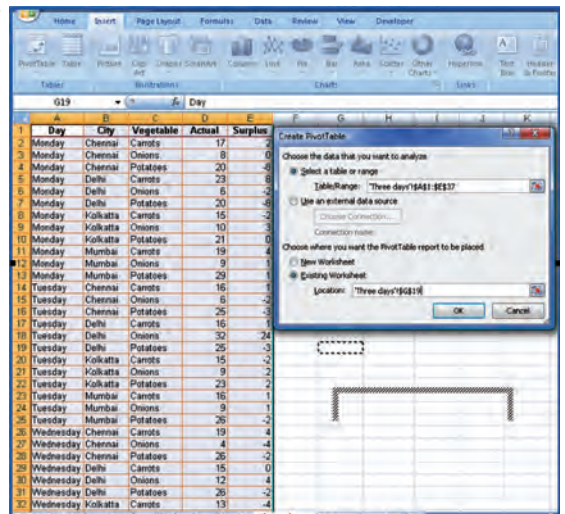 Home Insert Page Layout Formulas Data Review View Developer
PivotTable Table Picture Clip Art Shapes SmartArt Column Line Pie Bar Area Scatter Other Charts Hyperlink Text Box Header & Footer
Tables Illustrations Charts Links
G19 fx Day
A B C D E F G H I J K
1 Day City Vegetable Actual Surplus
2 Monday Chennai Carrots 17 2
3 Monday Chennai Onions 8 0
4 Monday Chennai Potatoes 20 -8
5 Monday Delhi Carrots 23 8
6 Monday Delhi Onions 6 -2
7 Monday Delhi Potatoes 20 -8
8 Monday Kolkatta Carrots 15 -2
9 Monday Kolkatta Onions 10 3
10 Monday Kolkatta Potatoes 21 0
11 Monday Mumbai Carrots 19 4
12 Monday Mumbai Onions 9 1
13 Monday Mumbai Potatoes 29 1
14 Tuesday Chennai Carrots 16 1
15 Tuesday Chennai Onions 6 -2
16 Tuesday Chennai Potatoes 25 -3
17 Tuesday Delhi Carrots 16 1
18 Tuesday Delhi Onions 32 24
19 Tuesday Delhi Potatoes 25 -3
20 Tuesday Kolkatta Carrots 15 -2
21 Tuesday Kolkatta Onions 9 2
22 Tuesday Kolkatta Potatoes 23 2
23 Tuesday Mumbai Carrots 16 1
24 Tuesday Mumbai Onions 9 1
25 Tuesday Mumbai Potatoes 26 -2
26 Wednesday Chennai Carrots 19 4
27 Wednesday Chennai Onions 4 -4
28 Wednesday Chennai Potatoes 26 -2
29 Wednesday Delhi Carrots 15 0
30 Wednesday Delhi Onions 12 4
31 Wednesday Delhi Potatoes 26 -2
32 Wednesday Kolkatta Carrots 13 -4
Create PivotTable
Choose the data that you want to analyze
Select a table or range
Table/Range: 'Three days'!$A$1:$E$37
Use an external data source
Choose Connection...
Connection name:
Choose where you want the PivotTable report to be placed
New Worksheet
Existing Worksheet
Location: 'Three days'!$G$19
OK Cancel